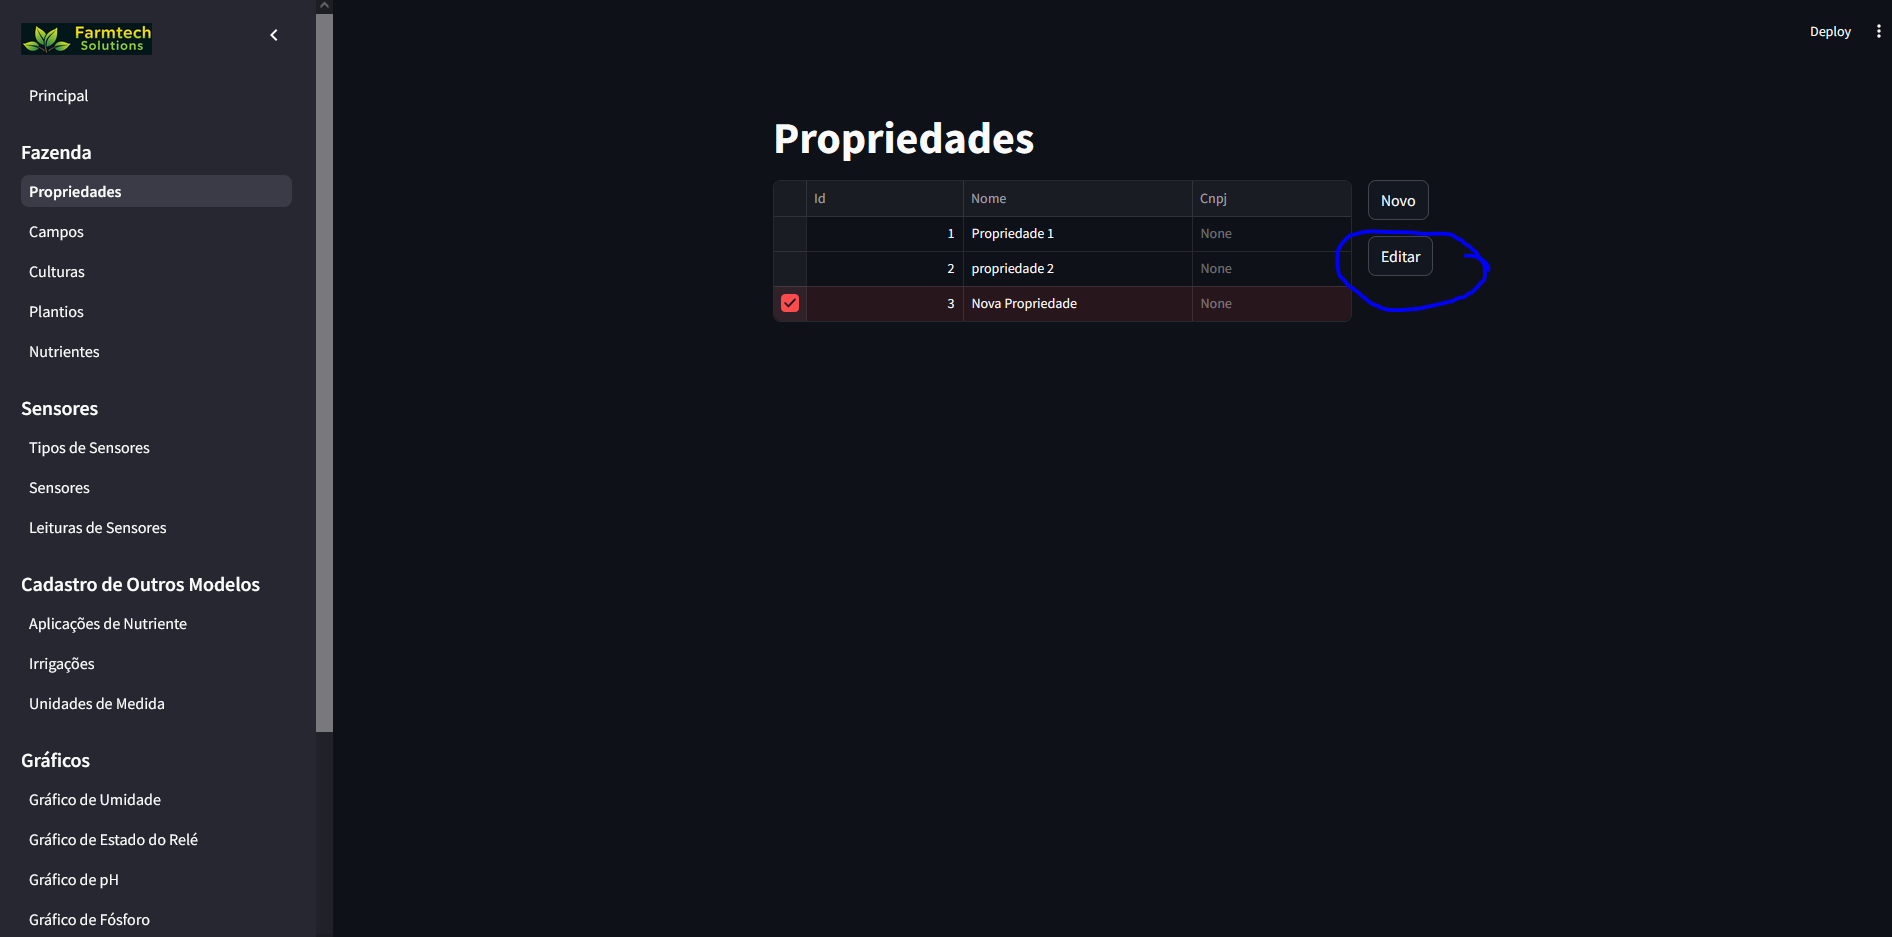 Farmtech
Solutions
Deploy
Principal
Fazenda
Propriedades
Campos
Culturas
Plantios
Nutrientes
Sensores
Tipos de Sensores
Sensores
Leituras de Sensores
Cadastro de Outros Modelos
Aplicações de Nutriente
Irrigações
Unidades de Medida
Gráficos
Gráfico de Umidade
Gráfico de Estado do Relé
Gráfico de pH
Gráfico de Fósforo
Propriedades
Id Nome Cnpj
1 Propriedade 1 None
2 propriedade 2 None
3 Nova Propriedade None
Novo
Editar